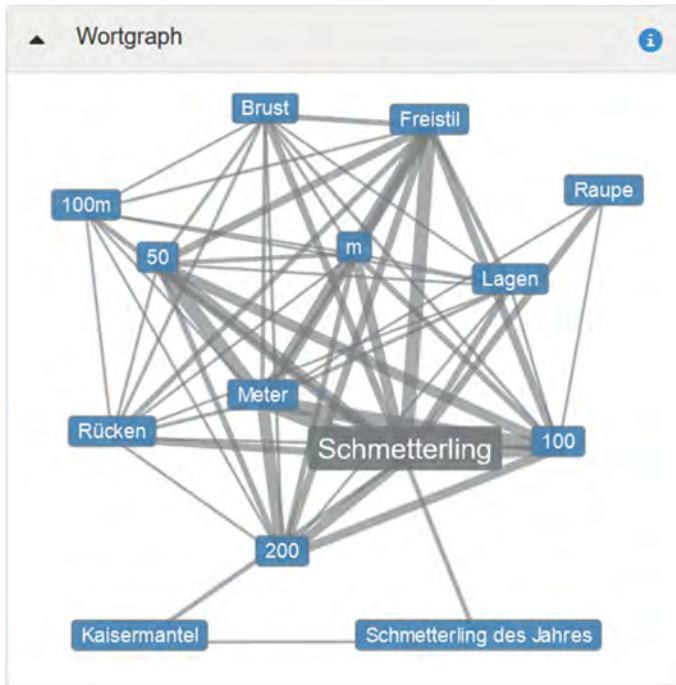 Wortgraph
Brust
Freistil
Raupe
100m
50
m
Lagen
Meter
Rücken
Schmetterling
100
200
Kaisermantel
Schmetterling des Jahres